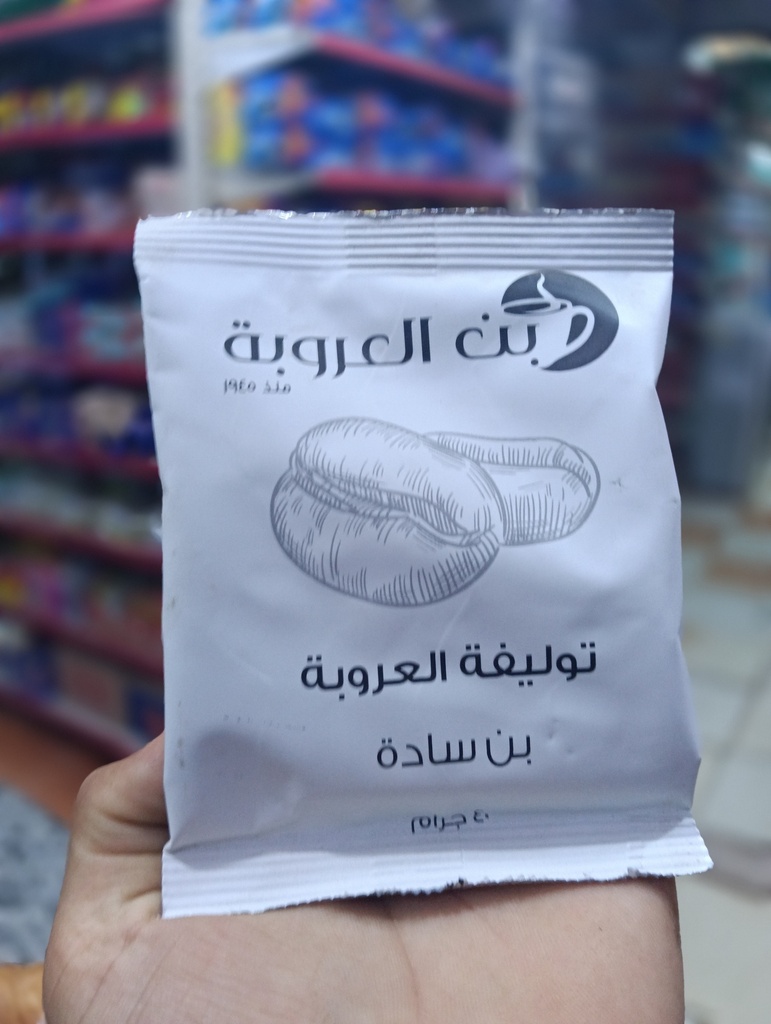 بن العروبة
منذ ١٩٤٥
توليفة العروبة
بن سادة
٤٠ جرام